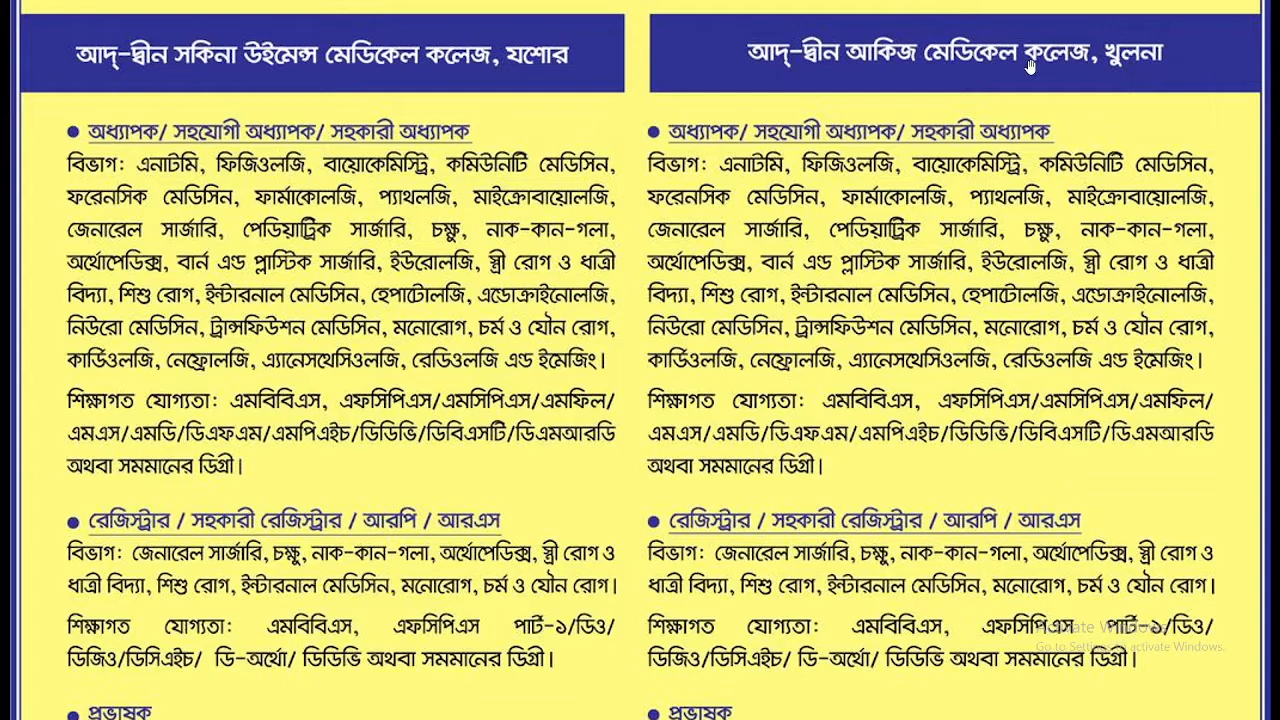 আদ্-দ্বীন সকিনা উইমেন্স মেডিকেল কলেজ, যশোর
• অধ্যাপক/ সহযোগী অধ্যাপক/ সহকারী অধ্যাপক
বিভাগ: এনাটমি, ফিজিওলজি, বায়োকেমিস্ট্রি, কমিউনিটি মেডিসিন,
ফরেনসিক মেডিসিন, ফার্মাকোলজি, প্যাথলজি, মাইক্রোবায়োলজি,
জেনারেল সার্জারি, পেডিয়াট্রিক সার্জারি, চক্ষু, নাক-কান-গলা,
অর্থোপেডিক্স, বার্ন এন্ড প্লাস্টিক সার্জারি, ইউরোলজি, স্ত্রী রোগ ও ধাত্রী
বিদ্যা, শিশু রোগ, ইন্টারনাল মেডিসিন, হেপাটোলজি, এন্ডোক্রাইনোলজি,
নিউরো মেডিসিন, ট্রান্সফিউশন মেডিসিন, মনোরোগ, চর্ম ও যৌন রোগ,
কার্ডিওলজি, নেফ্রোলজি, এ্যানেসথেসিওলজি, রেডিওলজি এন্ড ইমেজিং।
শিক্ষাগত যোগ্যতা: এমবিবিএস, এফসিপিএস/এমসিপিএস/এমফিল/
এমএস/এমডি/ডিএফএম/এমপিএইচ/ডিডিভি/ডিবিএসটি/ডিএমআরডি
অথবা সমমানের ডিগ্রী।
• রেজিস্ট্রার / সহকারী রেজিস্ট্রার / আরপি / আরএস
বিভাগ: জেনারেল সার্জারি, চক্ষু, নাক-কান-গলা, অর্থোপেডিক্স, স্ত্রী রোগ ও
ধাত্রী বিদ্যা, শিশু রোগ, ইন্টারনাল মেডিসিন, মনোরোগ, চর্ম ও যৌন রোগ।
শিক্ষাগত যোগ্যতা: এমবিবিএস, এফসিপিএস পার্ট-১/ডিও/
ডিজিও/ডিসিএইচ/ ডি-অর্থো/ ডিডিভি অথবা সমমানের ডিগ্রী।
• প্রভাষক
আদ্-দ্বীন আকিজ মেডিকেল কলেজ, খুলনা
• অধ্যাপক/ সহযোগী অধ্যাপক/ সহকারী অধ্যাপক
বিভাগ: এনাটমি, ফিজিওলজি, বায়োকেমিস্ট্রি, কমিউনিটি মেডিসিন,
ফরেনসিক মেডিসিন, ফার্মাকোলজি, প্যাথলজি, মাইক্রোবায়োলজি,
জেনারেল সার্জারি, পেডিয়াট্রিক সার্জারি, চক্ষু, নাক-কান-গলা,
অর্থোপেডিক্স, বার্ন এন্ড প্লাস্টিক সার্জারি, ইউরোলজি, স্ত্রী রোগ ও ধাত্রী
বিদ্যা, শিশু রোগ, ইন্টারনাল মেডিসিন, হেপাটোলজি, এন্ডোক্রাইনোলজি,
নিউরো মেডিসিন, ট্রান্সফিউশন মেডিসিন, মনোরোগ, চর্ম ও যৌন রোগ,
কার্ডিওলজি, নেফ্রোলজি, এ্যানেসথেসিওলজি, রেডিওলজি এন্ড ইমেজিং।
শিক্ষাগত যোগ্যতা: এমবিবিএস, এফসিপিএস/এমসিপিএস/এমফিল/
এমএস/এমডি/ডিএফএম/এমপিএইচ/ডিডিভি/ডিবিএসটি/ডিএমআরডি
অথবা সমমানের ডিগ্রী।
• রেজিস্ট্রার / সহকারী রেজিস্ট্রার / আরপি / আরএস
বিভাগ: জেনারেল সার্জারি, চক্ষু, নাক-কান-গলা, অর্থোপেডিক্স, স্ত্রী রোগ ও
ধাত্রী বিদ্যা, শিশু রোগ, ইন্টারনাল মেডিসিন, মনোরোগ, চর্ম ও যৌন রোগ।
শিক্ষাগত যোগ্যতা: এমবিবিএস, এফসিপিএস পার্ট-১/ডিও/
ডিজিও/ডিসিএইচ/ ডি-অর্থো/ ডিডিভি অথবা সমমানের ডিগ্রী।
• প্রভাষক
Activate Windows
Go to Settings to activate Windows.